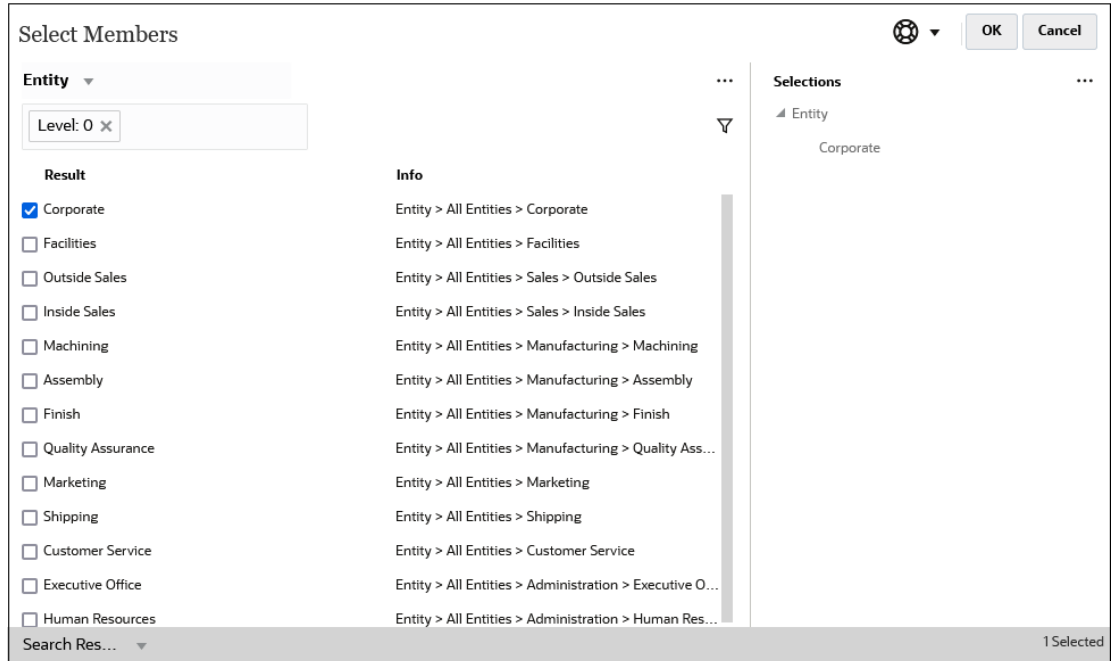 Select Members
OK
Cancel
Entity
Selections
Level: 0
Entity
Corporate
Result Info
Corporate Entity > All Entities > Corporate
Facilities Entity > All Entities > Facilities
Outside Sales Entity > All Entities > Sales > Outside Sales
Inside Sales Entity > All Entities > Sales > Inside Sales
Machining Entity > All Entities > Manufacturing > Machining
Assembly Entity > All Entities > Manufacturing > Assembly
Finish Entity > All Entities > Manufacturing > Finish
Quality Assurance Entity > All Entities > Manufacturing > Quality Ass...
Marketing Entity > All Entities > Marketing
Shipping Entity > All Entities > Shipping
Customer Service Entity > All Entities > Customer Service
Executive Office Entity > All Entities > Administration > Executive O...
Human Resources Entity > All Entities > Administration > Human Res...
Search Res...
1 Selected